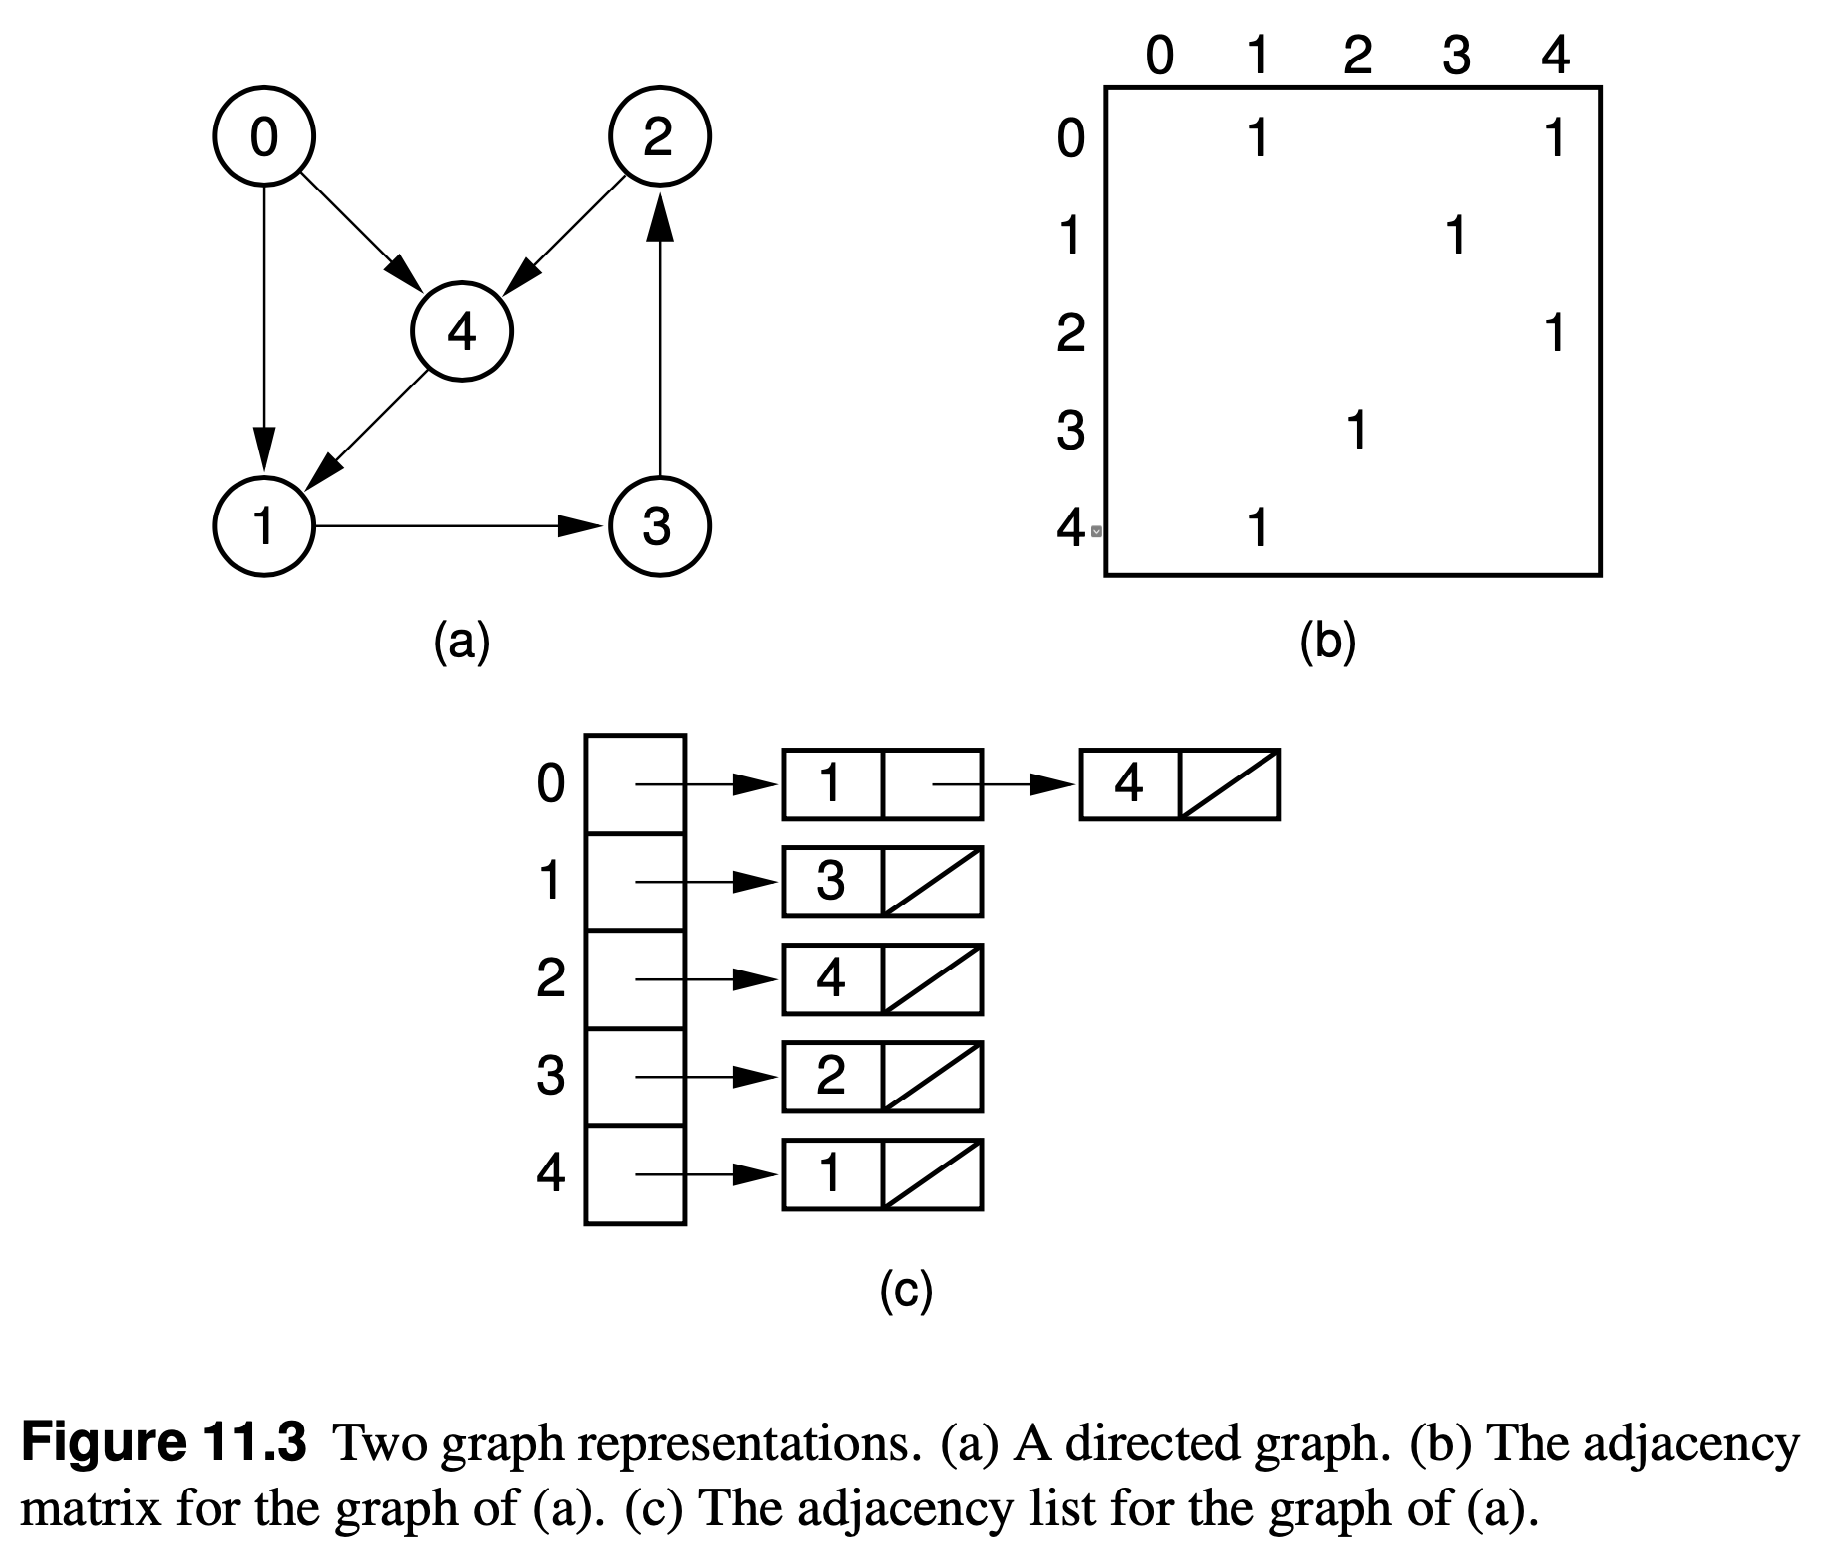 0 2
4
1 3
(a)
0 1 2 3 4
0 1 1
1 1
2 1
3 1
4 1
(b)
0 1 4
1 3
2 4
3 2
4 1
(c)
Figure 11.3 Two graph representations. (a) A directed graph. (b) The adjacency
matrix for the graph of (a). (c) The adjacency list for the graph of (a).